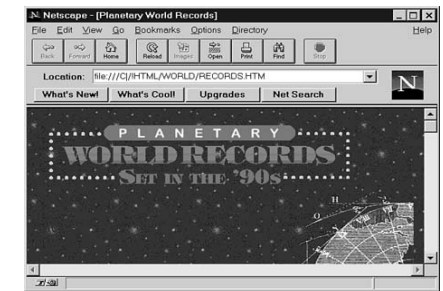 Netscape - [Planetary World Records]
File Edit View Go Bookmarks Options Directory Help
Back Forward Home Reload Images Open Print Find Stop
Location: file:///C|/IHTML/WORLD/RECORDS.HTM
N
What's New! What's Cool! Upgrades Net Search
PLANETARY
WORLD RECORDS
SET IN THE '90s